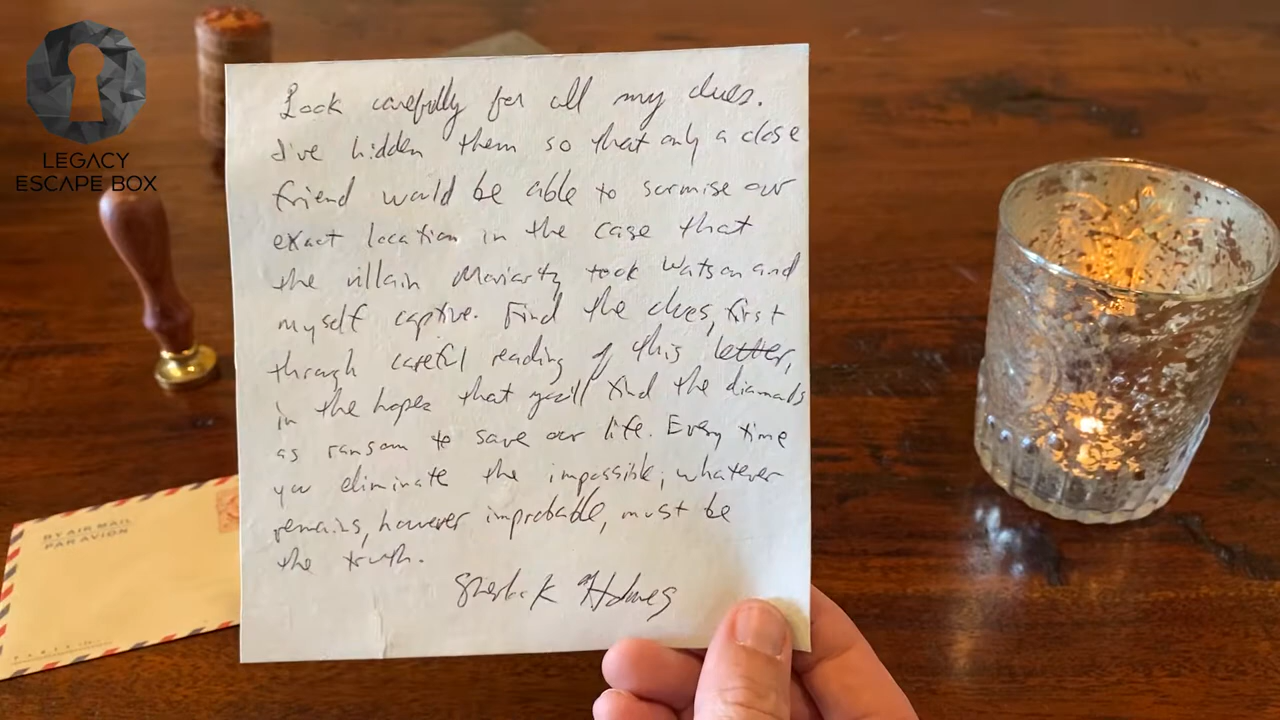 LEGACY
ESCAPE BOX
Look carefully for all my clues.
I've hidden them so that only a close
friend would be able to surmise our
exact location in the case that
the villain Moriarty took Watson and
myself captive. Find the clues, first
through careful reading of this letter,
in the hopes that you'll find the diamonds
as ransom to save our life. Every time
you eliminate the impossible, whatever
remains, however improbable, must be
the truth.
Sherlock Holmes
BY AIR MAIL
PAR AVION